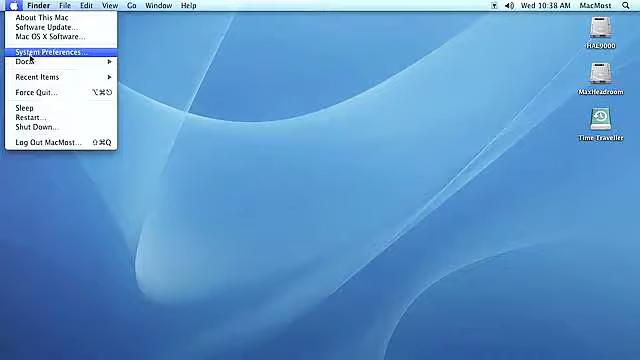 Finder File Edit View Go Window Help Wed 10:38 AM MacMost
About This Mac
Software Update...
Mac OS X Software...
System Preferences...
Dock
Recent Items
Force Quit... ⌥⌘⎋
Sleep
Restart...
Shut Down...
Log Out MacMost... ⇧⌘Q
HAL9000
MaxHeadroom
Time Traveller